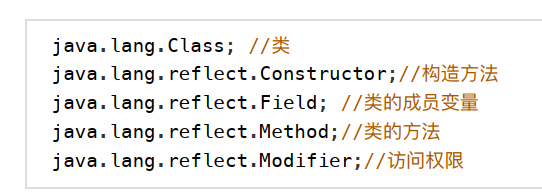 java.lang.Class; //类
java.lang.reflect.Constructor;//构造方法
java.lang.reflect.Field; //类的成员变量
java.lang.reflect.Method;//类的方法
java.lang.reflect.Modifier;//访问权限